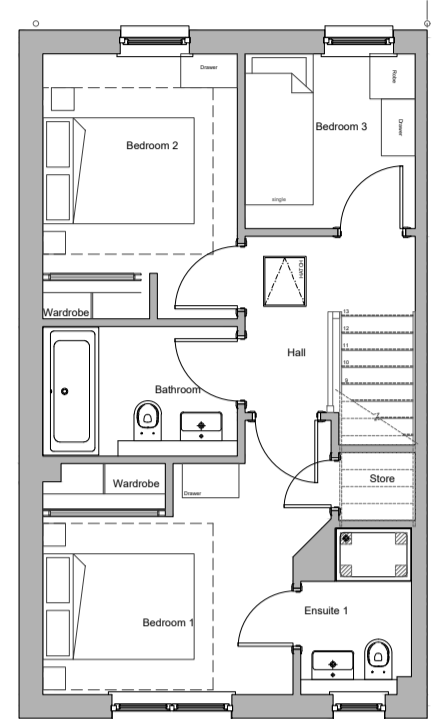 Drawer
Robe
Bedroom 3
Drawer
Bedroom 2
single
13
12
11
10
9
Wardrobe
Hall
Bathroom
Wardrobe
Drawer
Store
Ensuite 1
Bedroom 1